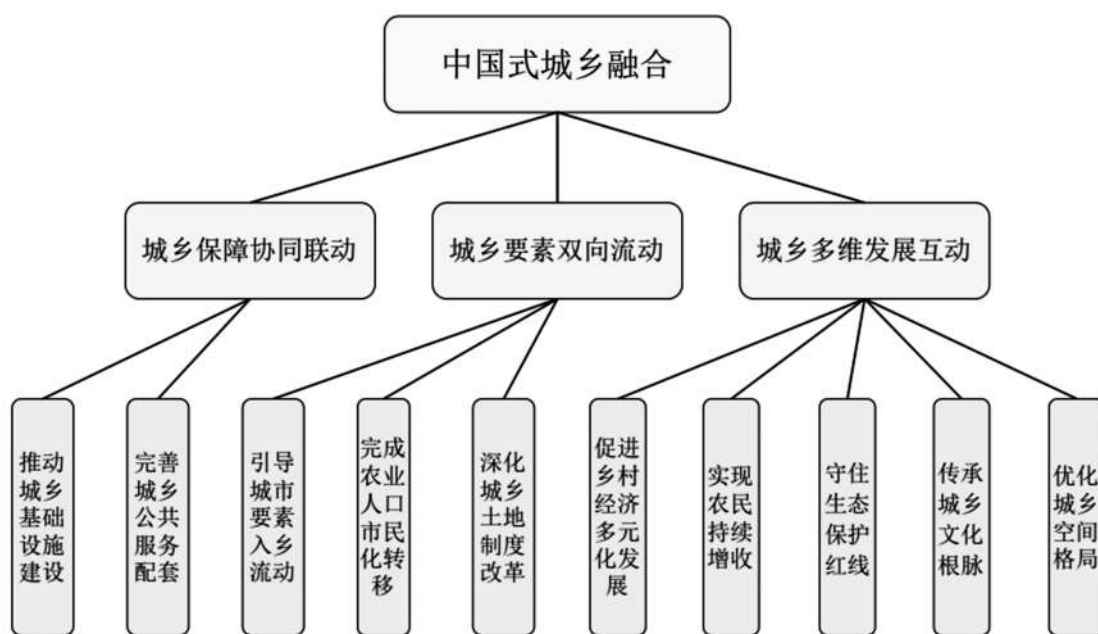 中国式城乡融合
城乡保障协同联动
城乡要素双向流动
城乡多维发展互动
推动
城乡
基础
设施
建设
完善
城乡
公共
服务
配套
引导
城市
要素
入乡
流动
完成
农业
人口
市民
化转
移
深化
城乡
土地
制度
改革
促进
乡村
经济
多元
化发
展
实现
农民
持续
增收
守住
生态
保护
红线
传承
城乡
文化
根脉
优化
城乡
空间
格局